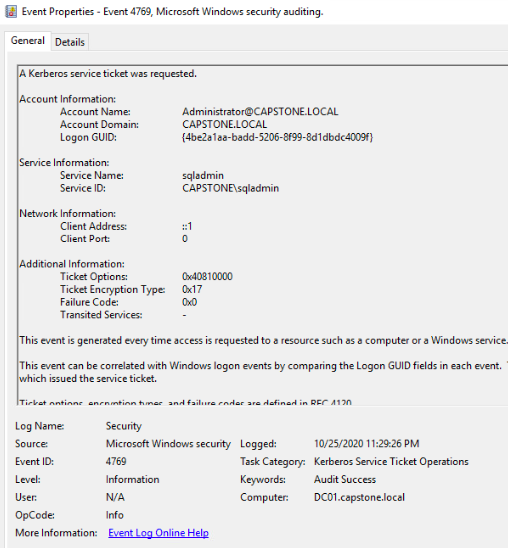 Event Properties - Event 4769, Microsoft Windows security auditing.
General Details
A Kerberos service ticket was requested.
Account Information:
Account Name: Administrator@CAPSTONE.LOCAL
Account Domain: CAPSTONE.LOCAL
Logon GUID: {4be2a1aa-badd-5206-8f99-8d1dbdc4009f}
Service Information:
Service Name: sqladmin
Service ID: CAPSTONE\sqladmin
Network Information:
Client Address: ::1
Client Port: 0
Additional Information:
Ticket Options: 0x40810000
Ticket Encryption Type: 0x17
Failure Code: 0x0
Transited Services: -
This event is generated every time access is requested to a resource such as a computer or a Windows service.
This event can be correlated with Windows logon events by comparing the Logon GUID fields in each event.
which issued the service ticket.
Ticket options, encryption types, and failure codes are defined in RFC 4120.
Log Name: Security
Source: Microsoft Windows security Logged: 10/25/2020 11:29:26 PM
Event ID: 4769 Task Category: Kerberos Service Ticket Operations
Level: Information Keywords: Audit Success
User: N/A Computer: DC01.capstone.local
OpCode: Info
More Information: Event Log Online Help